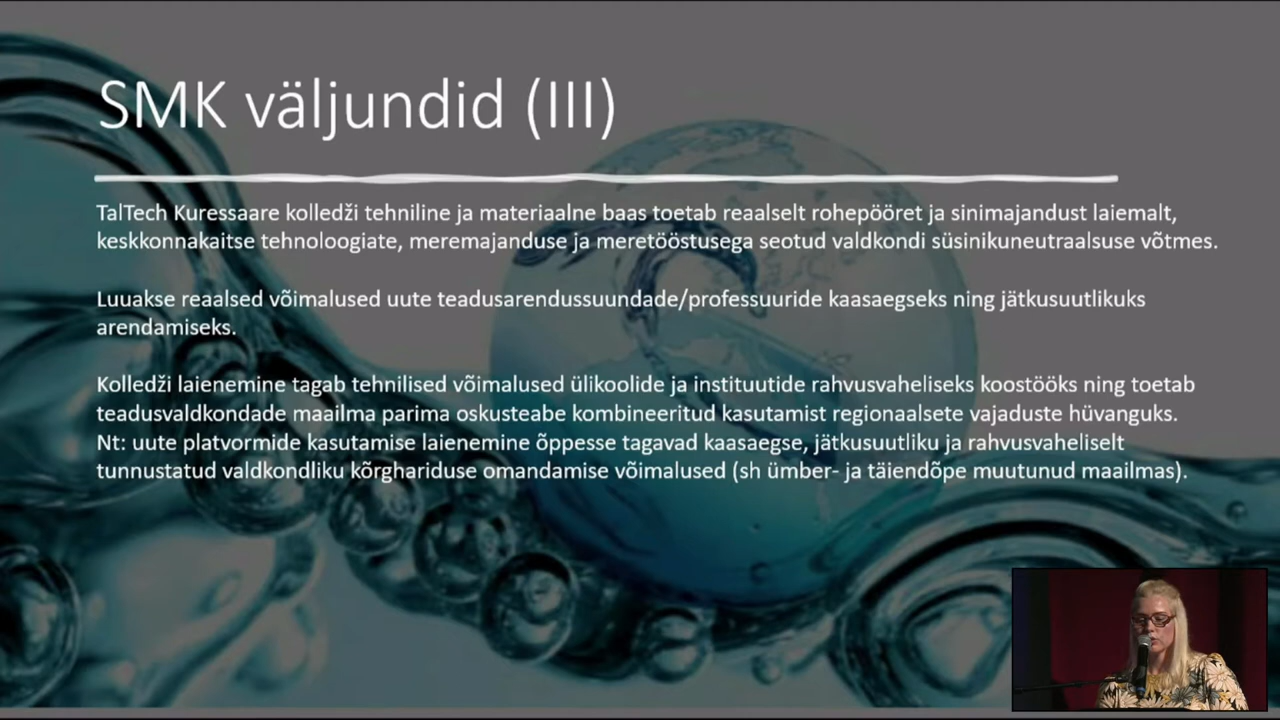 SMK väljundid (III)
TalTech Kuressaare kolledži tehniline ja materiaalne baas toetab reaalselt rohepööret ja sinimajandust laiemalt,
keskkonnakaitse tehnoloogiate, meremajanduse ja meretööstusega seotud valdkondi süsinikuneutraalsuse võtmes.
Luuakse reaalsed võimalused uute teadusarendussuundade/professuuride kaasaegseks ning jätkusuutlikuks
arendamiseks.
Kolledži laienemine tagab tehnilised võimalused ülikoolide ja instituutide rahvusvaheliseks koostööks ning toetab
teadusvaldkondade maailma parima oskusteabe kombineeritud kasutamist regionaalsete vajaduste hüvanguks.
Nt: uute platvormide kasutamise laienemine õppesse tagavad kaasaegse, jätkusuutliku ja rahvusvaheliselt
tunnustatud valdkondliku kõrghariduse omandamise võimalused (sh ümber- ja täiendõpe muutunud maailmas).